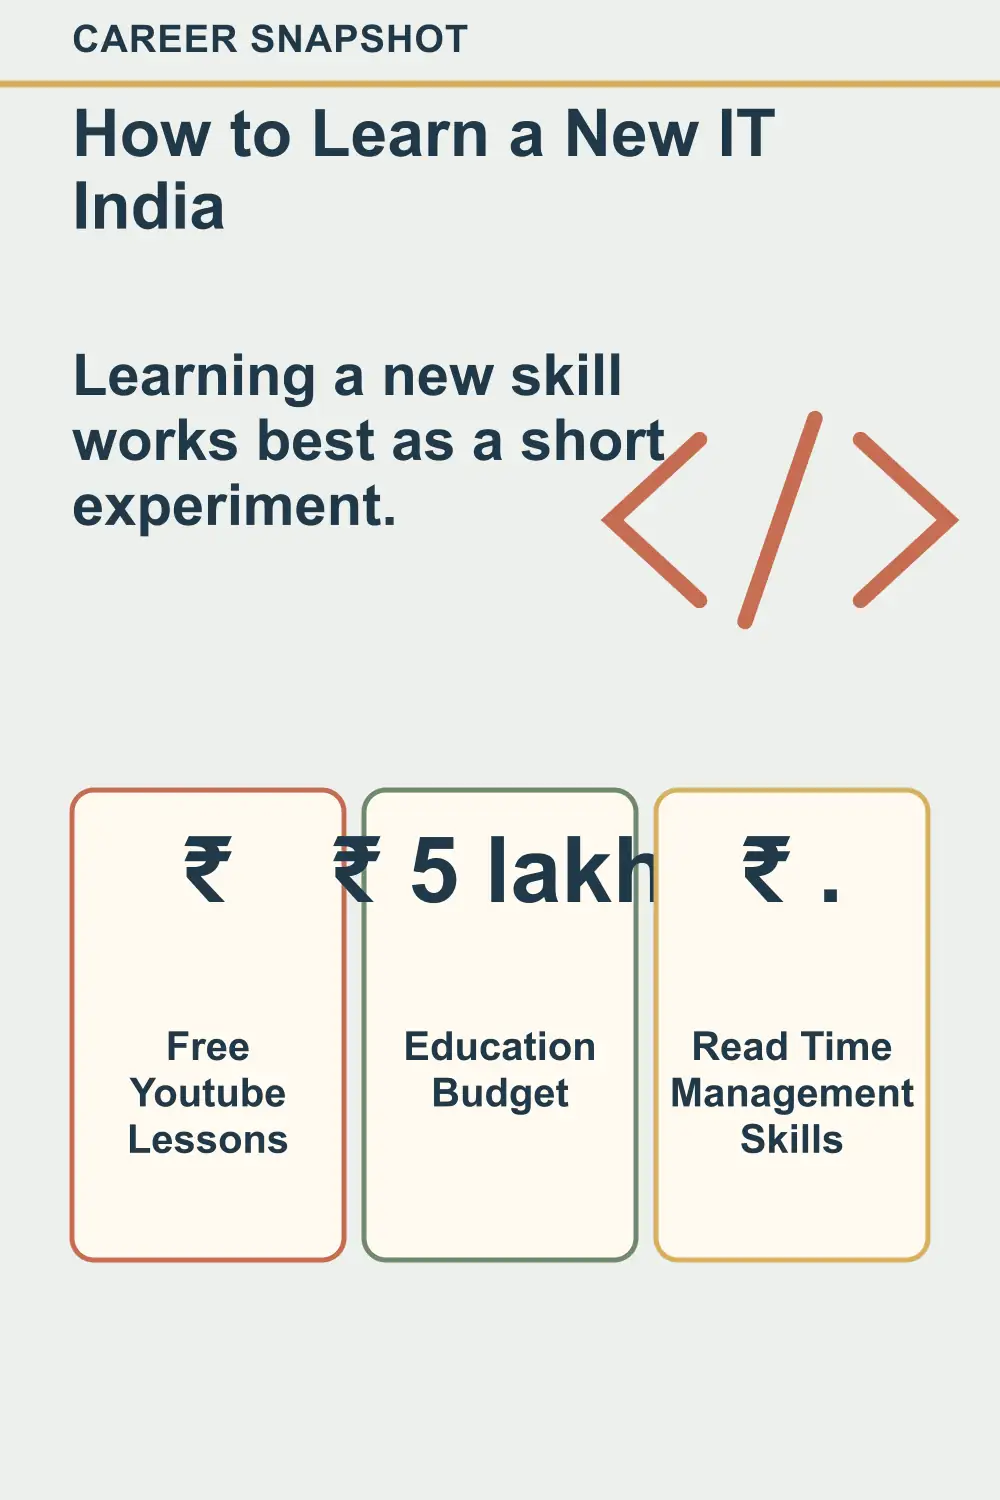 CAREER SNAPSHOT
How to Learn a New IT
India
Learning a new skill
works best as a short
experiment.
</>
₹
₹ 5 lakh
₹ .
Free
Youtube
Lessons
Education
Budget
Read Time
Management
Skills